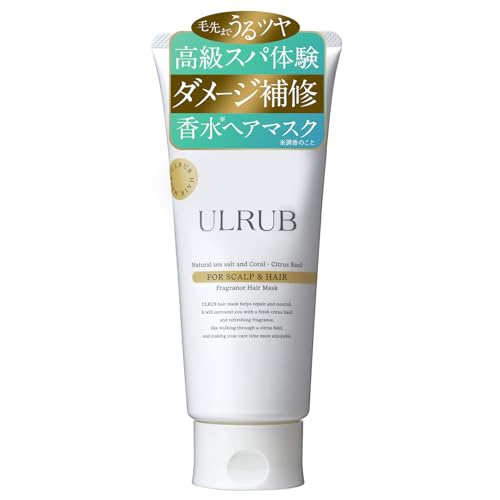 毛先までうるツヤ
高級スパ体験
ダメージ補修
香水※ヘアマスク
※調香のこと
ULRUB HAIR
ULRUB
Natural sea salt and Coral - Citrus Basil
FOR SCALP & HAIR
Fragrance Hair Mask
ULRUB hair mask helps repair and nourish.
It will surround you with a fresh citrus basil
and refreshing fragrance.
like walking through a citrus field.
And making your care time more enjoyable.